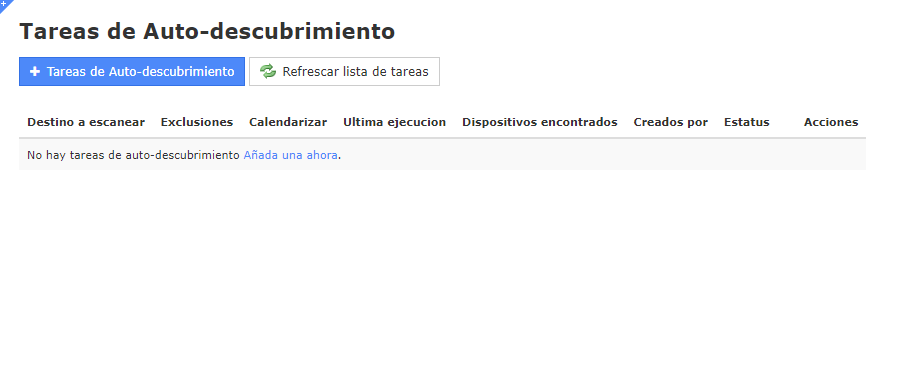 Tareas de Auto-descubrimiento
Tareas de Auto-descubrimiento Refrescar lista de tareas
Destino a escanear Exclusiones Calendarizar Ultima ejecucion Dispositivos encontrados Creados por Estatus Acciones
No hay tareas de auto-descubrimiento Añada una ahora.